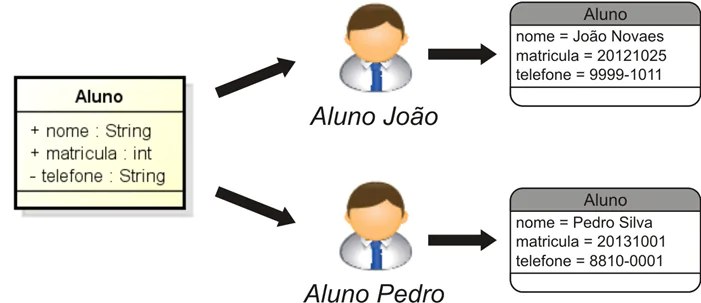 Aluno
+ nome : String
+ matricula : int
- telefone : String
Aluno João
Aluno
nome = João Novaes
matricula = 20121025
telefone = 9999-1011
Aluno Pedro
Aluno
nome = Pedro Silva
matricula = 20131001
telefone = 8810-0001